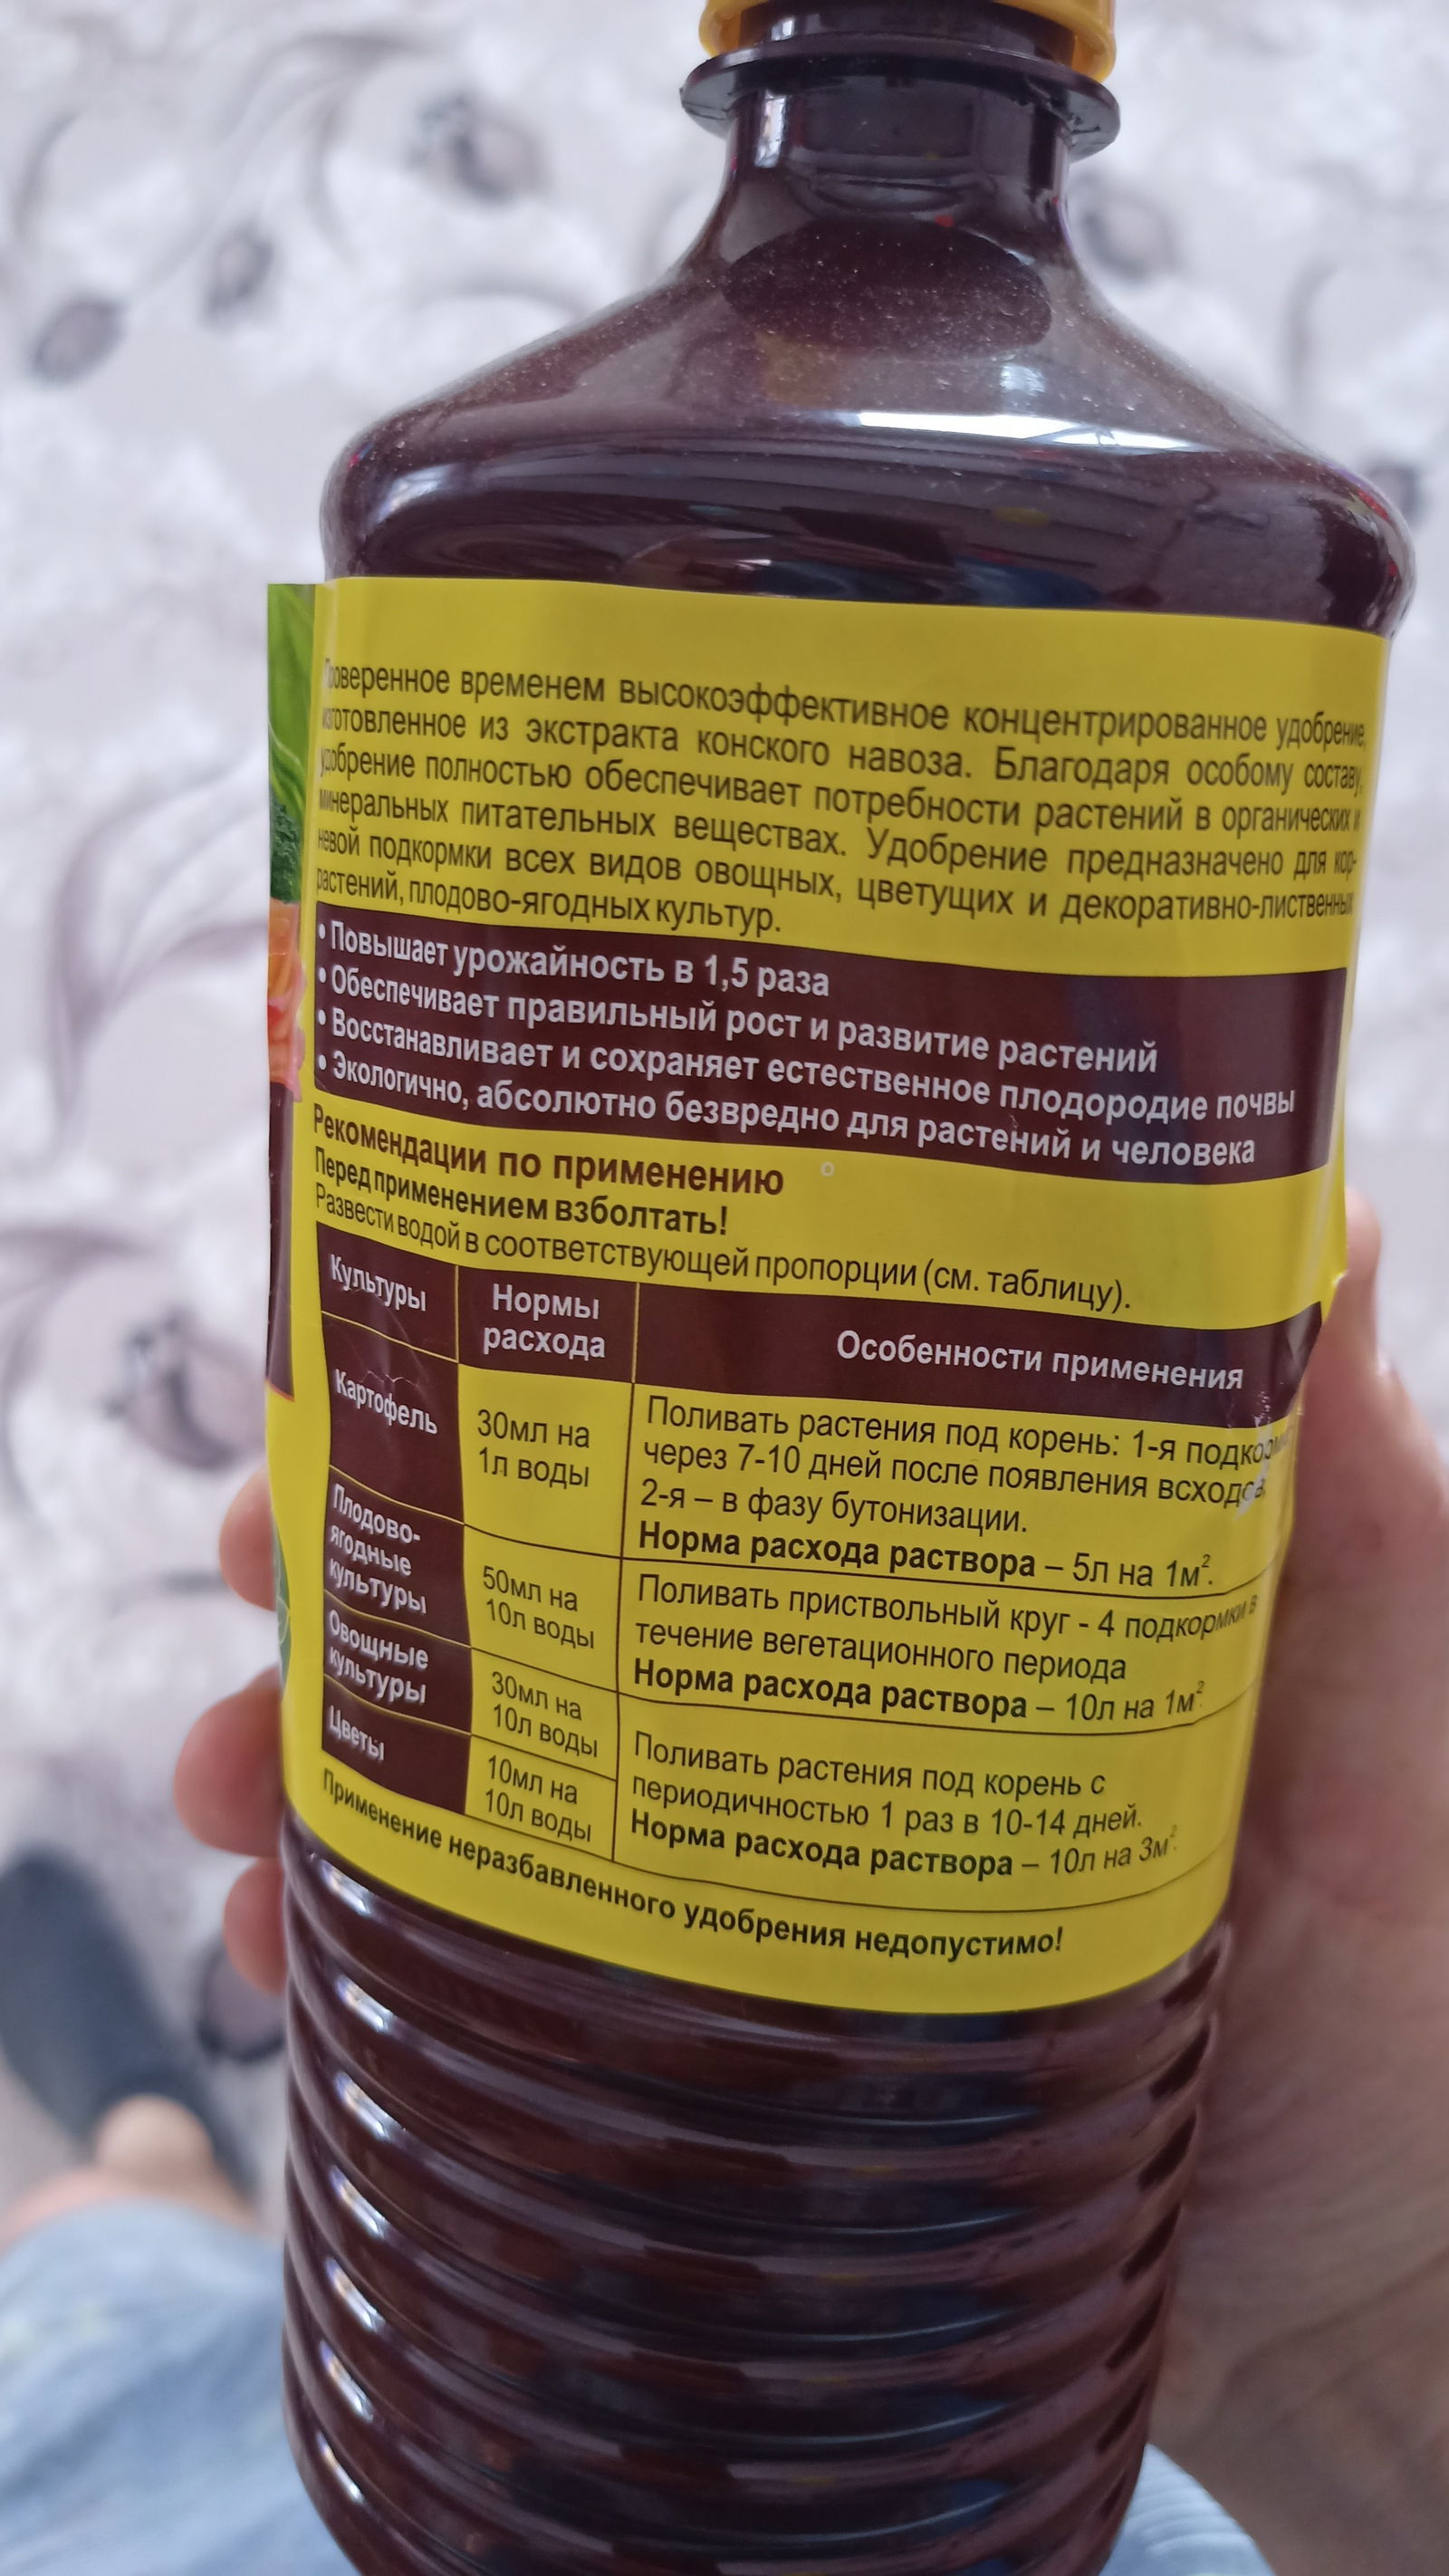 Проверенное временем высокоэффективное концентрированное удобрение,
изготовленное из экстракта конского навоза. Благодаря особому составу,
удобрение полностью обеспечивает потребности растений в органических и
минеральных питательных веществах. Удобрение предназначено для кор-
невой подкормки всех видов овощных, цветущих и декоративно-лиственных
растений, плодово-ягодных культур.
• Повышает урожайность в 1,5 раза
• Обеспечивает правильный рост и развитие растений
• Восстанавливает и сохраняет естественное плодородие почвы
• Экологично, абсолютно безвредно для растений и человека
Рекомендации по применению
Перед применением взболтать!
Развести водой в соответствующей пропорции (см. таблицу).
Культуры
Нормы
расхода
Особенности применения
Картофель
30мл на
1л воды
Поливать растения под корень: 1-я подкормка
через 7-10 дней после появления всходов,
2-я – в фазу бутонизации.
Норма расхода раствора – 5л на 1м².
Плодово-
ягодные
культуры
50мл на
10л воды
Поливать приствольный круг - 4 подкормки в
течение вегетационного периода
Норма расхода раствора – 10л на 1м².
Овощные
культуры
30мл на
10л воды
Цветы
10мл на
10л воды
Поливать растения под корень с
периодичностью 1 раз в 10-14 дней.
Норма расхода раствора – 10л на 3м².
Применение неразбавленного удобрения недопустимо!